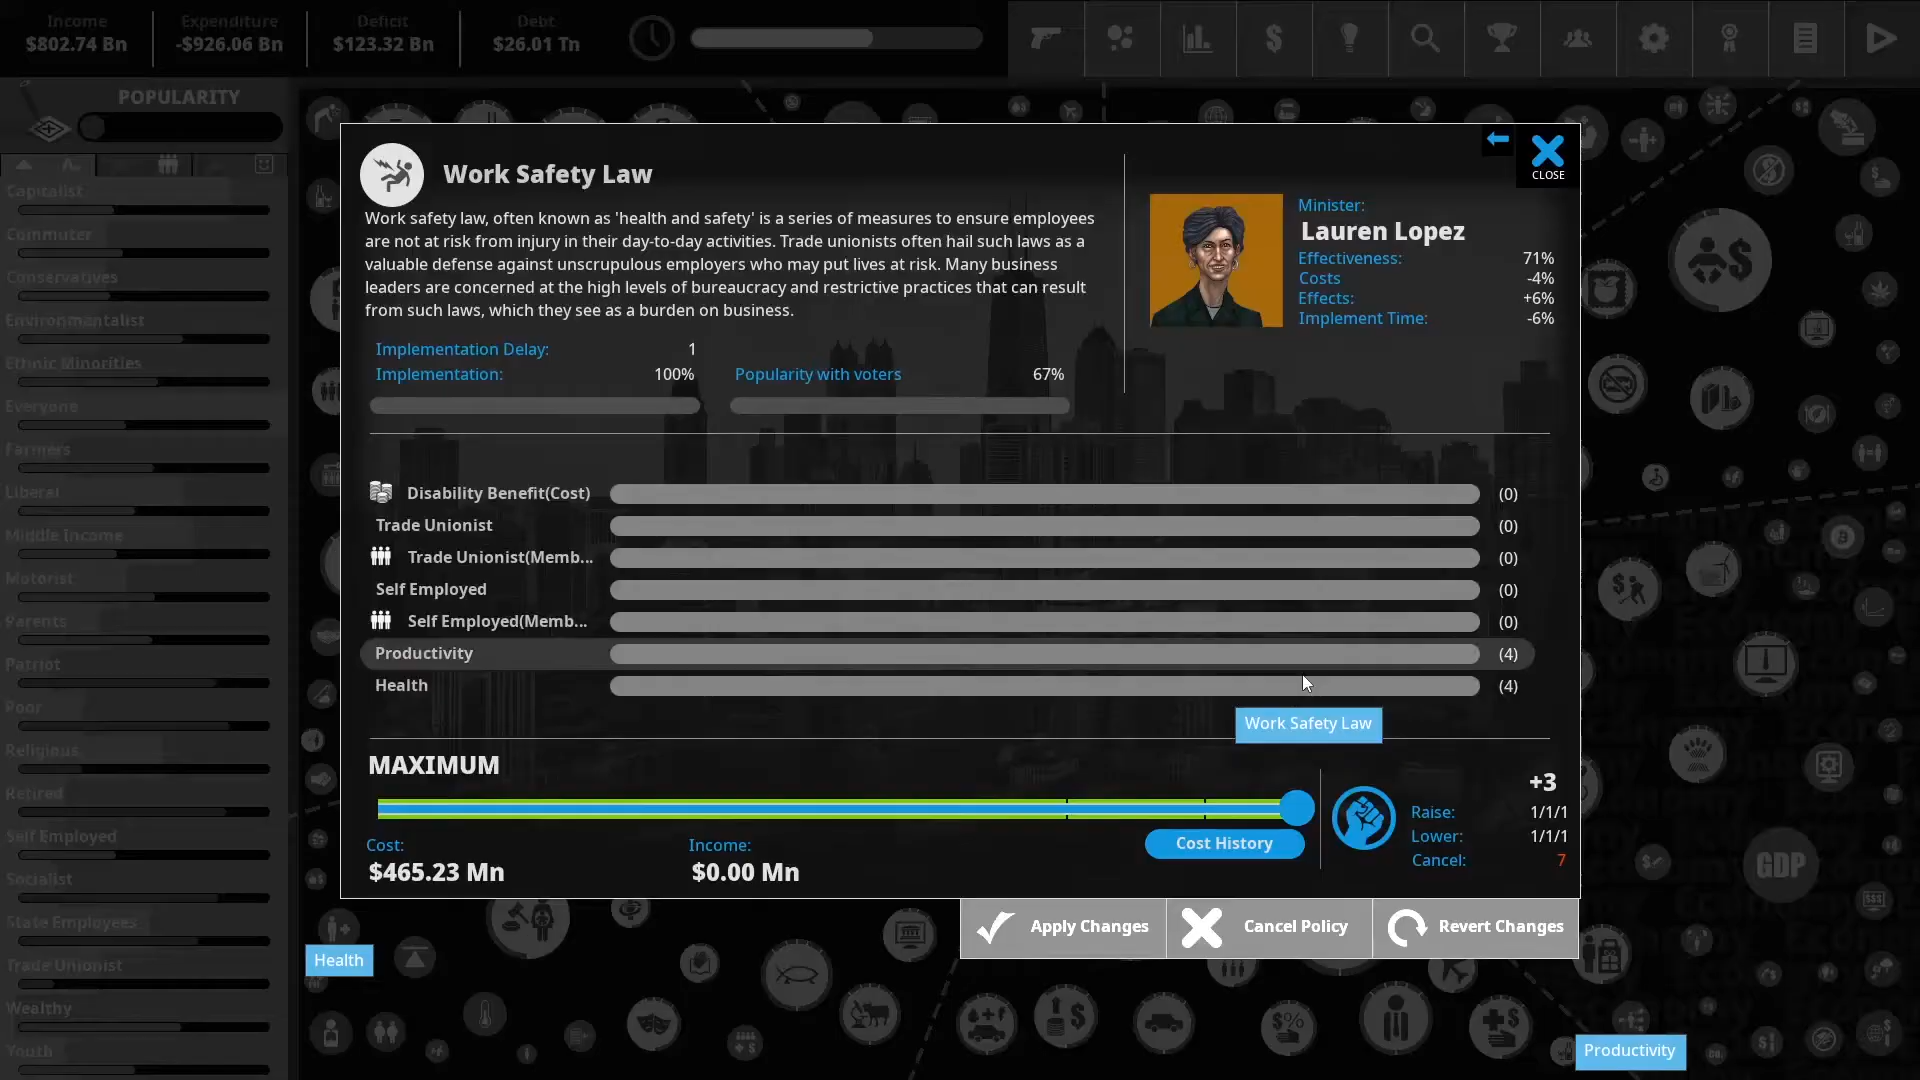 Income
$802.74 Bn
Expenditure
-$926.06 Bn
Deficit
$123.32 Bn
Debt
$26.01 Tn
POPULARITY
Capitalist
Commuter
Conservatives
Environmentalist
Ethnic Minorities
Everyone
Farmers
Liberal
Middle Income
Motorist
Parents
Patriot
Poor
Religious
Retired
Self Employed
Socialist
State Employees
Trade Unionist
Wealthy
Youth
Work Safety Law
Work safety law, often known as 'health and safety' is a series of measures to ensure employees
are not at risk from injury in their day-to-day activities. Trade unionists often hail such laws as a
valuable defense against unscrupulous employers who may put lives at risk. Many business
leaders are concerned at the high levels of bureaucracy and restrictive practices that can result
from such laws, which they see as a burden on business.
Implementation Delay: 1
Implementation: 100%
Popularity with voters 67%
CLOSE
Minister:
Lauren Lopez
Effectiveness: 71%
Costs -4%
Effects: +6%
Implement Time: -6%
Disability Benefit(Cost) (0)
Trade Unionist (0)
Trade Unionist(Memb... (0)
Self Employed (0)
Self Employed(Memb... (0)
Productivity (4)
Health (4)
Work Safety Law
MAXIMUM
Cost:
$465.23 Mn
Income:
$0.00 Mn
Cost History
+3
Raise: 1/1/1
Lower: 1/1/1
Cancel: 7
Apply Changes
Cancel Policy
Revert Changes
Health
GDP
Productivity